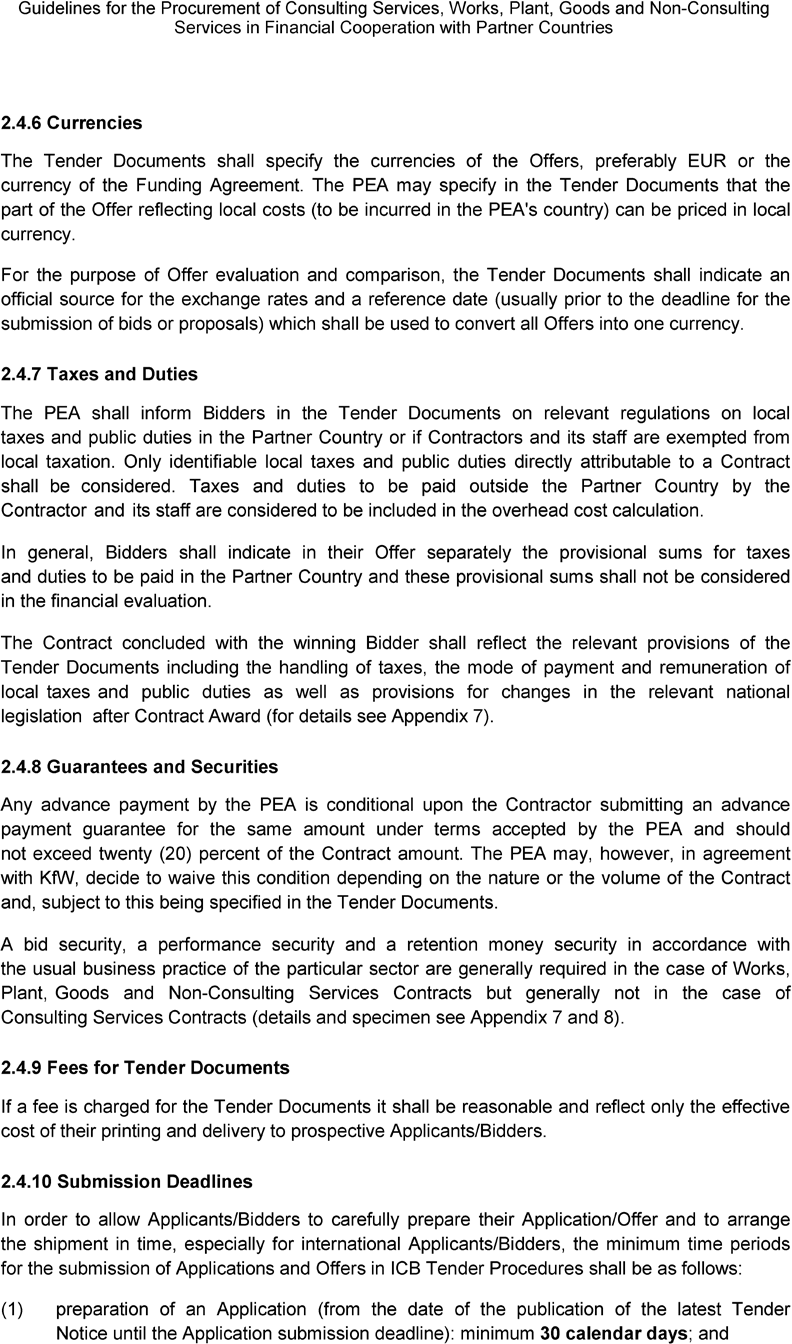 Guidelines for the Procurement of Consulting Services, Works, Plant, Goods and Non-Consulting
Services in Financial Cooperation with Partner Countries
2.4.6 Currencies
The Tender Documents shall specify the currencies of the Offers, preferably EUR or the
currency of the Funding Agreement. The PEA may specify in the Tender Documents that the
part of the Offer reflecting local costs (to be incurred in the PEA's country) can be priced in local
currency.
For the purpose of Offer evaluation and comparison, the Tender Documents shall indicate an
official source for the exchange rates and a reference date (usually prior to the deadline for the
submission of bids or proposals) which shall be used to convert all Offers into one currency.
2.4.7 Taxes and Duties
The PEA shall inform Bidders in the Tender Documents on relevant regulations on local
taxes and public duties in the Partner Country or if Contractors and its staff are exempted from
local taxation. Only identifiable local taxes and public duties directly attributable to a Contract
shall be considered. Taxes and duties to be paid outside the Partner Country by the
Contractor and its staff are considered to be included in the overhead cost calculation.
In general, Bidders shall indicate in their Offer separately the provisional sums for taxes
and duties to be paid in the Partner Country and these provisional sums shall not be considered
in the financial evaluation.
The Contract concluded with the winning Bidder shall reflect the relevant provisions of the
Tender Documents including the handling of taxes, the mode of payment and remuneration of
local taxes and public duties as well as provisions for changes in the relevant national
legislation after Contract Award (for details see Appendix 7).
2.4.8 Guarantees and Securities
Any advance payment by the PEA is conditional upon the Contractor submitting an advance
payment guarantee for the same amount under terms accepted by the PEA and should
not exceed twenty (20) percent of the Contract amount. The PEA may, however, in agreement
with KfW, decide to waive this condition depending on the nature or the volume of the Contract
and, subject to this being specified in the Tender Documents.
A bid security, a performance security and a retention money security in accordance with
the usual business practice of the particular sector are generally required in the case of Works,
Plant, Goods and Non-Consulting Services Contracts but generally not in the case of
Consulting Services Contracts (details and specimen see Appendix 7 and 8).
2.4.9 Fees for Tender Documents
If a fee is charged for the Tender Documents it shall be reasonable and reflect only the effective
cost of their printing and delivery to prospective Applicants/Bidders.
2.4.10 Submission Deadlines
In order to allow Applicants/Bidders to carefully prepare their Application/Offer and to arrange
the shipment in time, especially for international Applicants/Bidders, the minimum time periods
for the submission of Applications and Offers in ICB Tender Procedures shall be as follows:
(1) preparation of an Application (from the date of the publication of the latest Tender
Notice until the Application submission deadline): minimum 30 calendar days; and